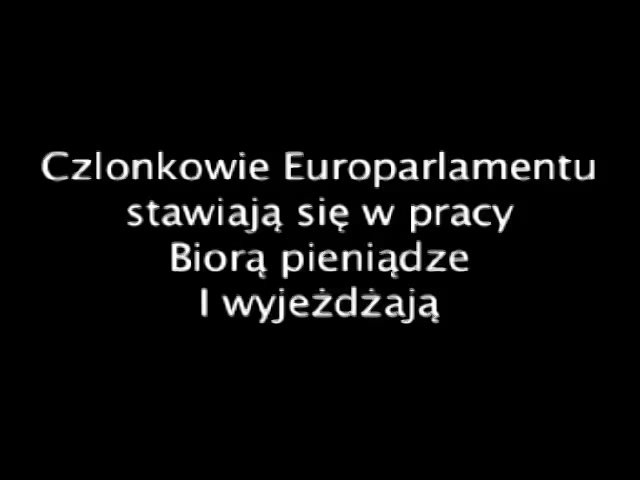 Czlonkowie Europarlamentu
stawiają się w pracy
Biorą pieniądze
I wyjeżdżają